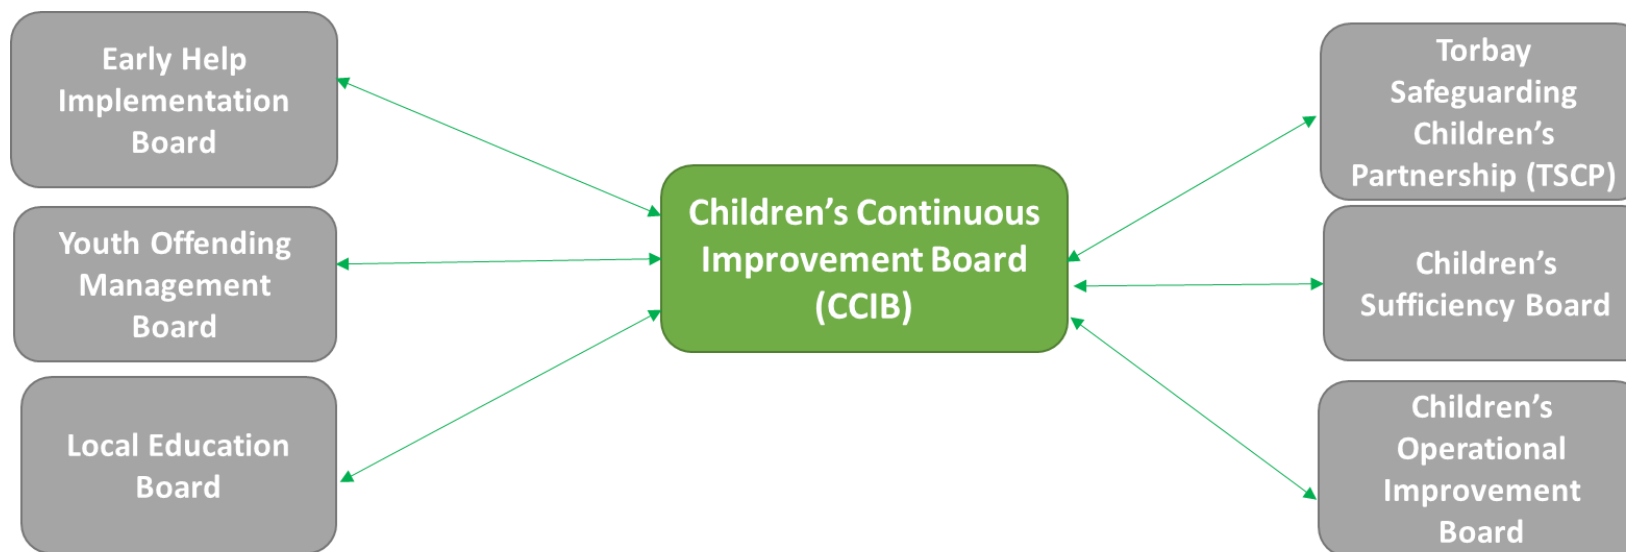 Early Help
Implementation
Board
Youth Offending
Management
Board
Local Education
Board
Children’s Continuous
Improvement Board
(CCIB)
Torbay
Safeguarding
Children’s
Partnership (TSCP)
Children’s
Sufficiency Board
Children’s
Operational
Improvement
Board